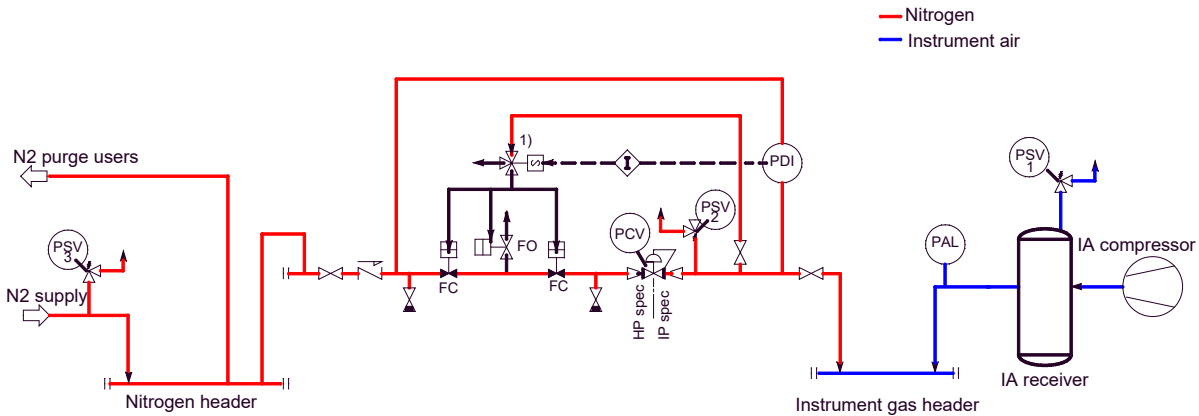 Nitrogen
Instrument air
1)
N2 purge users
S
I
PDI
PSV
1
PSV
2
PSV
3
FO
PCV
PAL
IA compressor
N2 supply
FC
FC
HP spec
IP spec
IA receiver
Nitrogen header
Instrument gas header